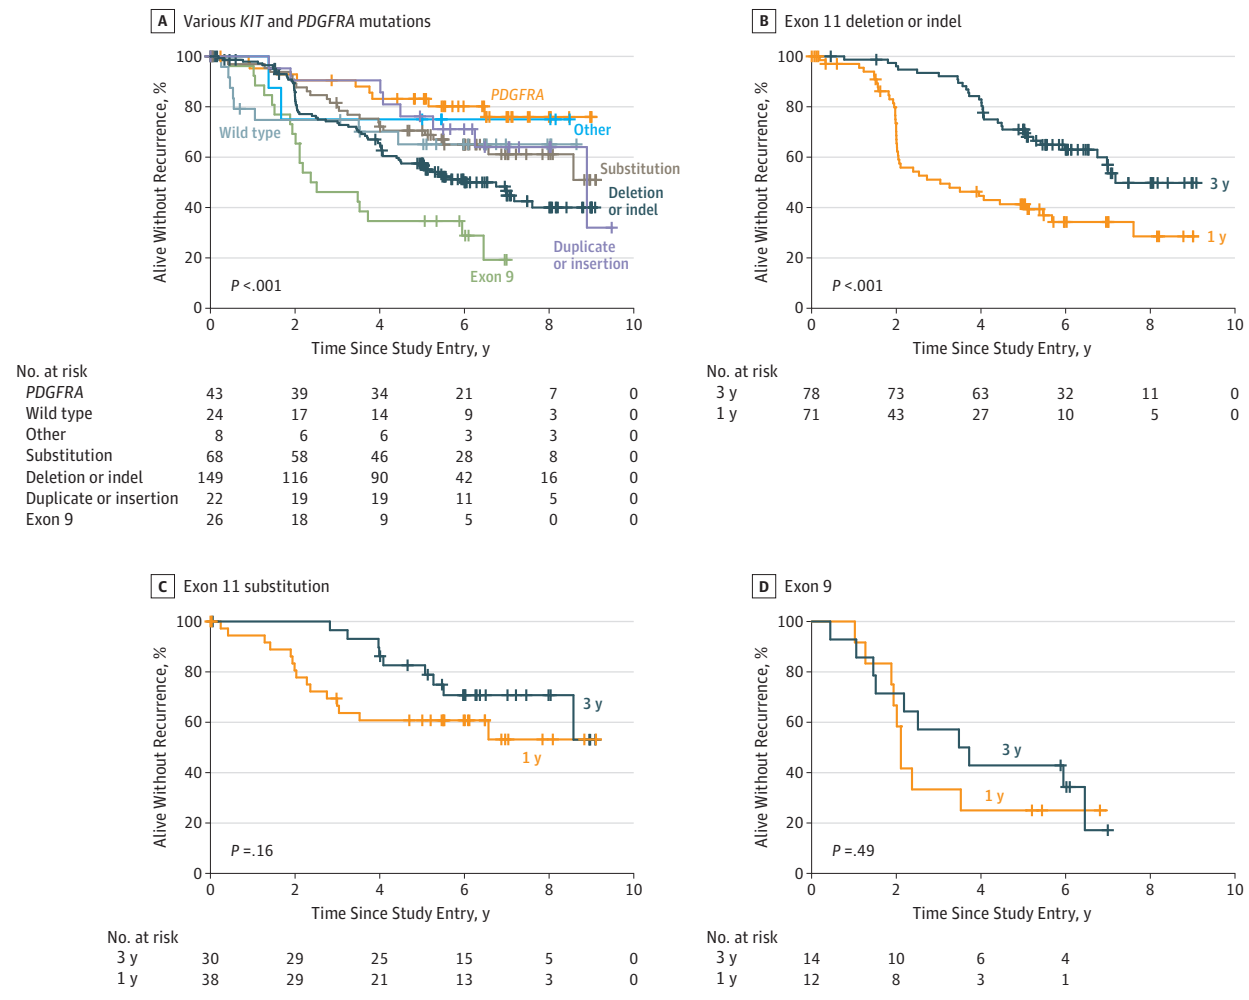 A Various KIT and PDGFRA mutations
Alive Without Recurrence, %
100
80
60
40
20
0
PDGFRA
Other
Wild type
Substitution
Deletion
or indel
Duplicate
or insertion
Exon 9
P <.001
0 2 4 6 8 10
Time Since Study Entry, y
No. at risk
PDGFRA 43 39 34 21 7 0
Wild type 24 17 14 9 3 0
Other 8 6 6 3 3 0
Substitution 68 58 46 28 8 0
Deletion or indel 149 116 90 42 16 0
Duplicate or insertion 22 19 19 11 5 0
Exon 9 26 18 9 5 0 0
B Exon 11 deletion or indel
Alive Without Recurrence, %
100
80
60
40
20
0
3 y
1 y
P <.001
0 2 4 6 8 10
Time Since Study Entry, y
No. at risk
3 y 78 73 63 32 11 0
1 y 71 43 27 10 5 0
C Exon 11 substitution
Alive Without Recurrence, %
100
80
60
40
20
0
3 y
1 y
P =.16
0 2 4 6 8 10
Time Since Study Entry, y
No. at risk
3 y 30 29 25 15 5 0
1 y 38 29 21 13 3 0
D Exon 9
Alive Without Recurrence, %
100
80
60
40
20
0
3 y
1 y
P =.49
0 2 4 6 8 10
Time Since Study Entry, y
No. at risk
3 y 14 10 6 4
1 y 12 8 3 1